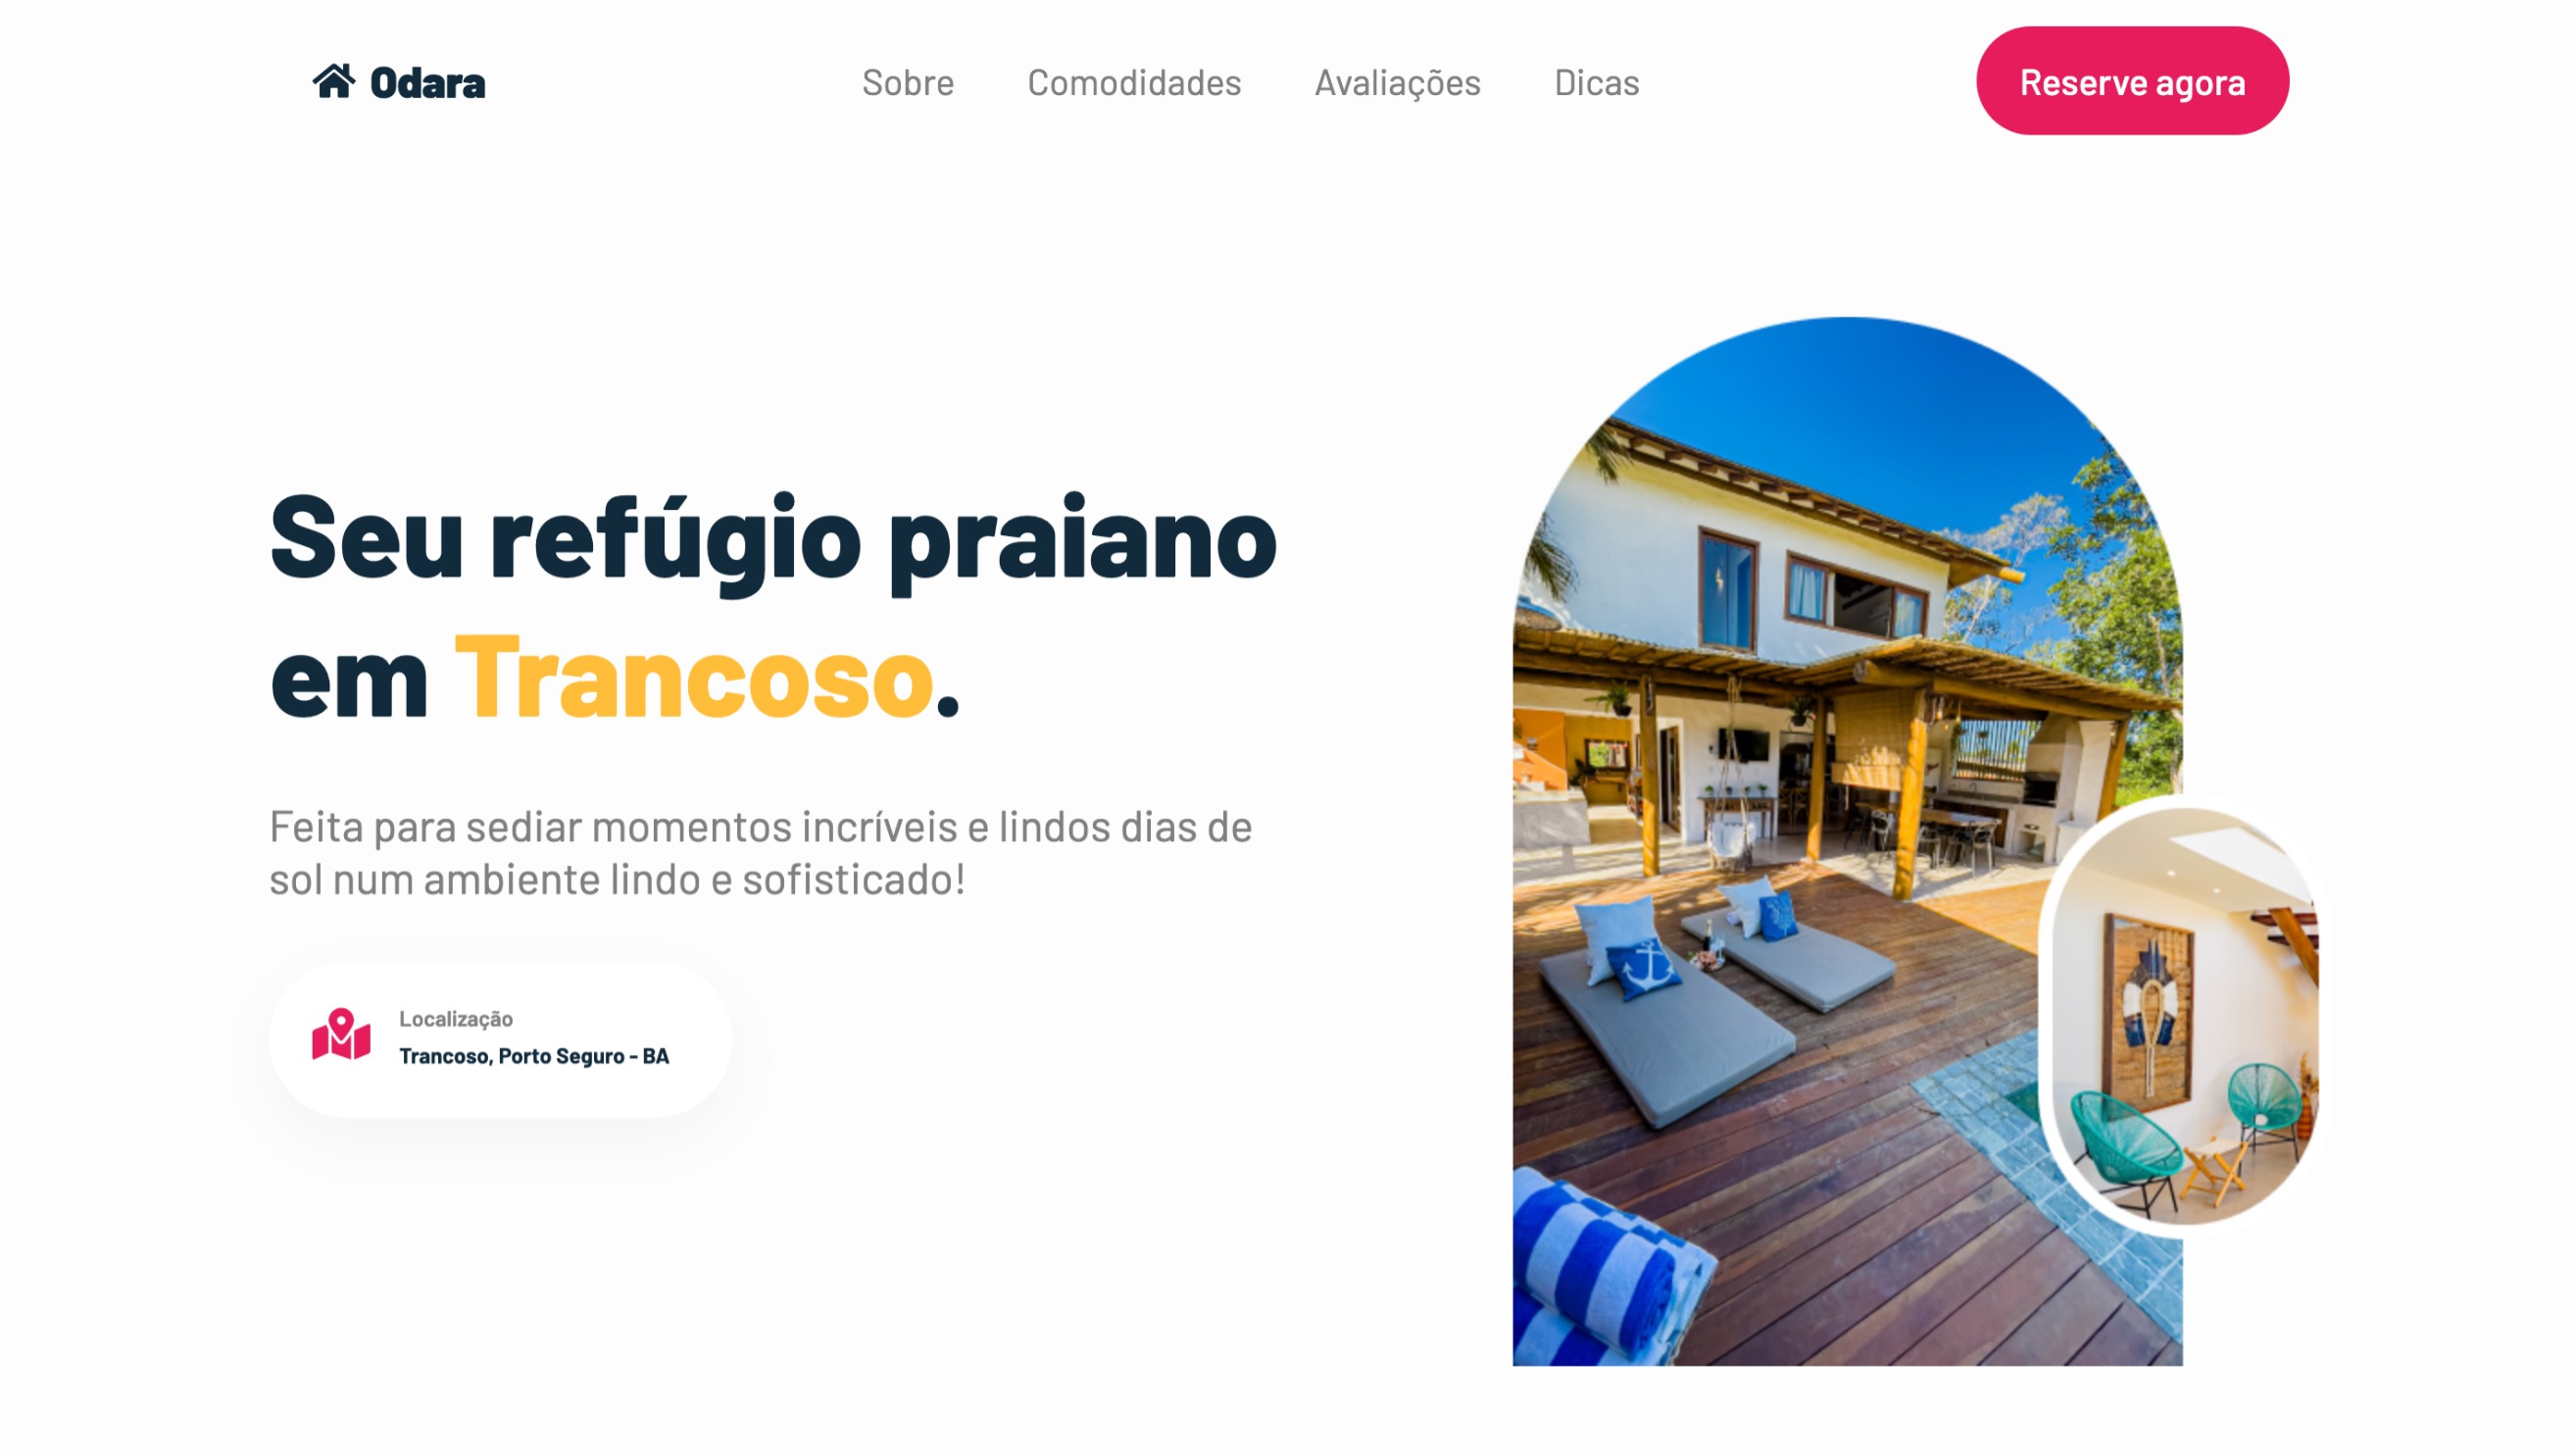 Odara
Sobre
Comodidades
Avaliações
Dicas
Reserve agora
Seu refúgio praiano
em Trancoso.
Feita para sediar momentos incríveis e lindos dias de
sol num ambiente lindo e sofisticado!
Localização
Trancoso, Porto Seguro - BA